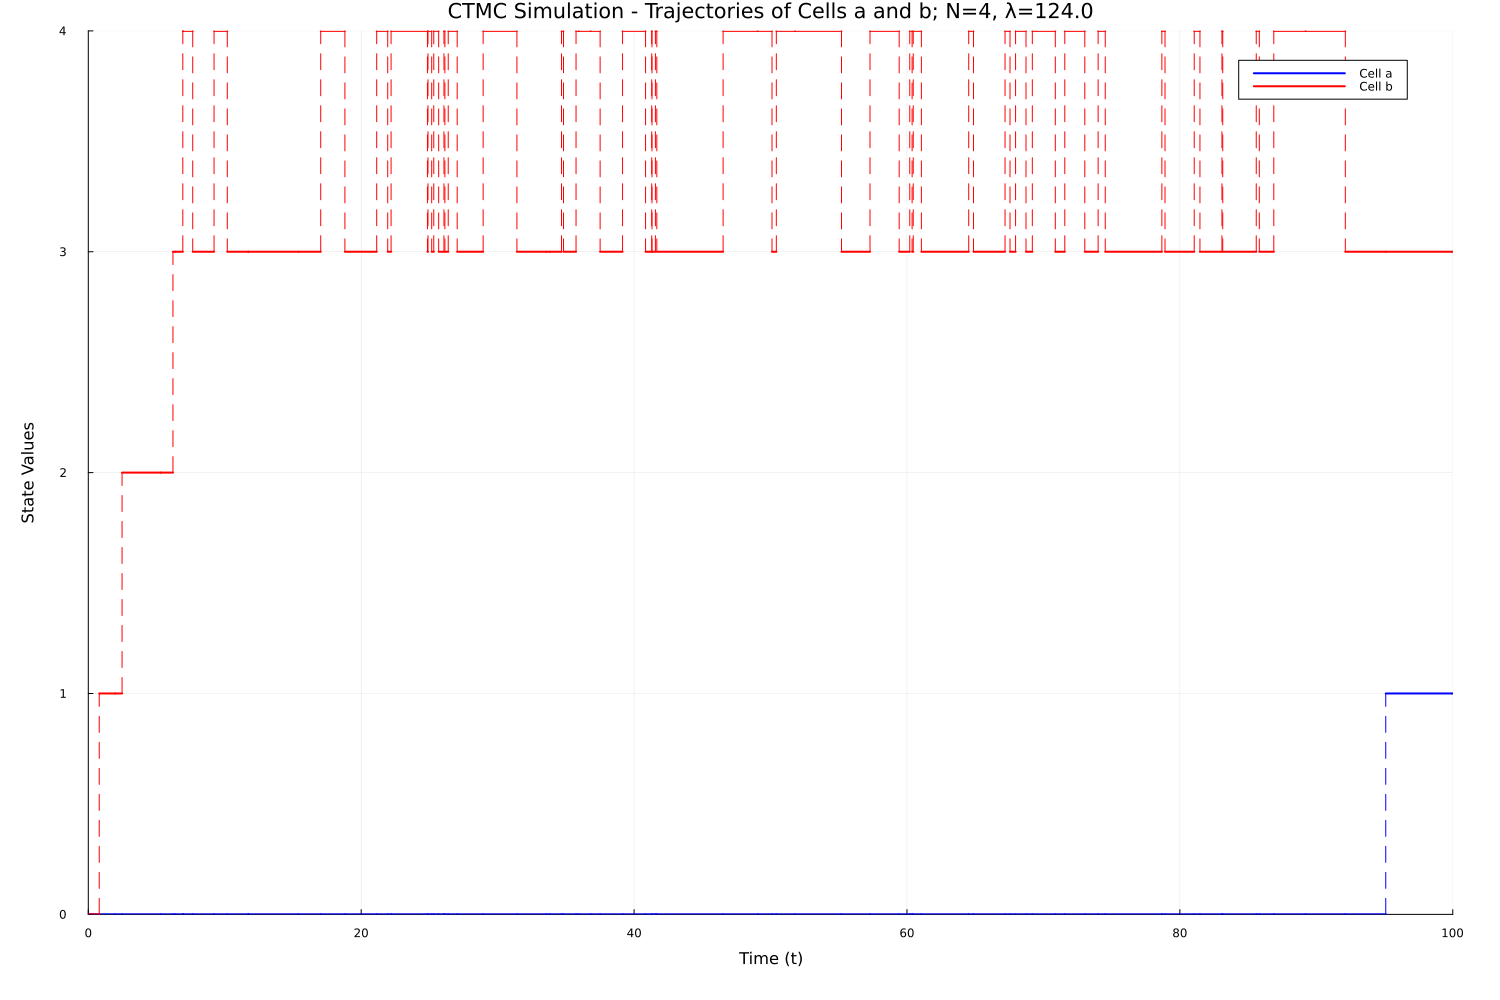 CTMC Simulation - Trajectories of Cells a and b; N=4, λ=124.0
4
Cell a
Cell b
3
State Values
2
1
0
0 20 40 60 80 100
Time (t)